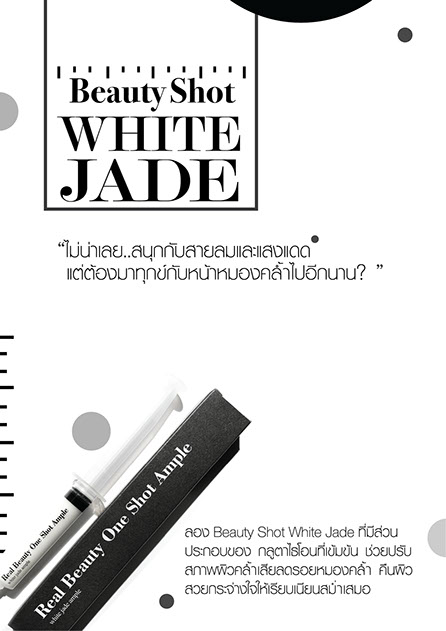 Beauty Shot
WHITE
JADE
“ไม่น่าเลย..สนุกกับสายลมและแสงแดด
แต่ต้องมาทุกข์กับหน้าหมองคล้ำไปอีกนาน? ”
Real Beauty One Shot Ample
Real Beauty One Shot Ample
white jade ample
ลอง Beauty Shot White Jade ที่มีส่วน
ประกอบของ กลูตาไธโอนที่เข้มข้น ช่วยปรับ
สภาพผิวคล้ำเสียลดรอยหมองคล้ำ คืนผิว
สวยกระจ่างใสให้เรียบเนียนสม่ำเสมอ